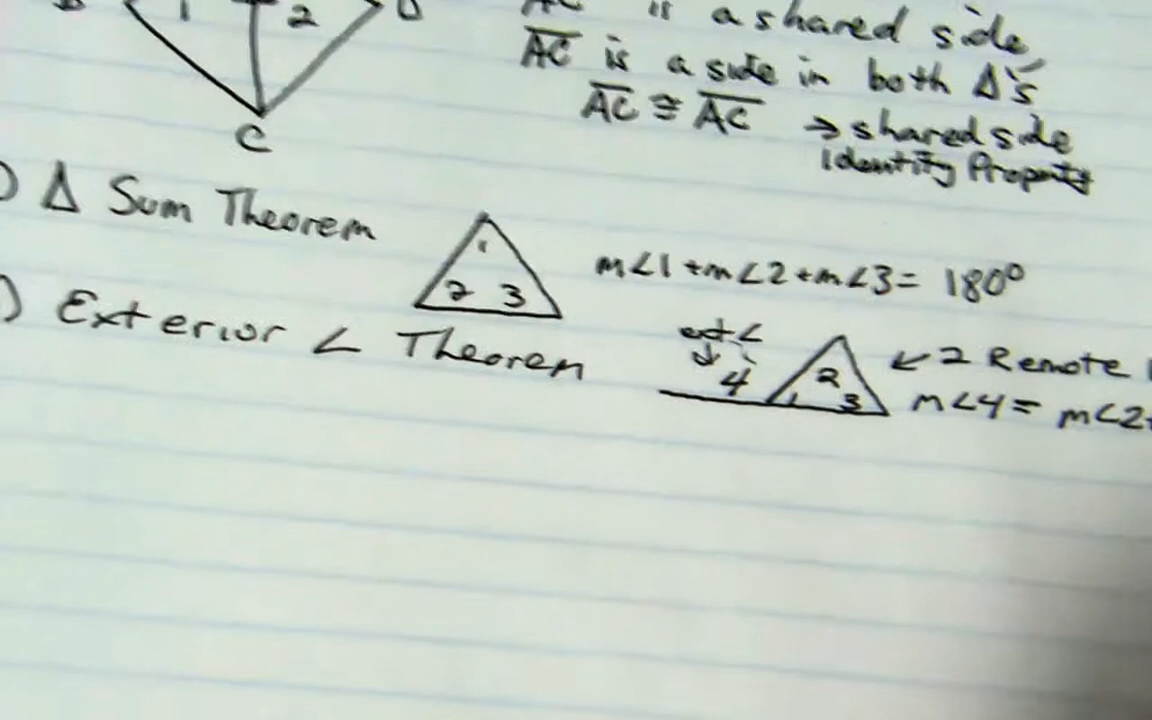 1 2
C
is a shared side
AC is a side in both Δ's
AC ≅ AC → shared side
Identity Property
) Δ Sum Theorem
1
2 3
m∠1+m∠2+m∠3= 180°
) Exterior ∠ Theorem
ext ∠
↓
4 1 2 3
← 2 Remote
m∠4= m∠2+